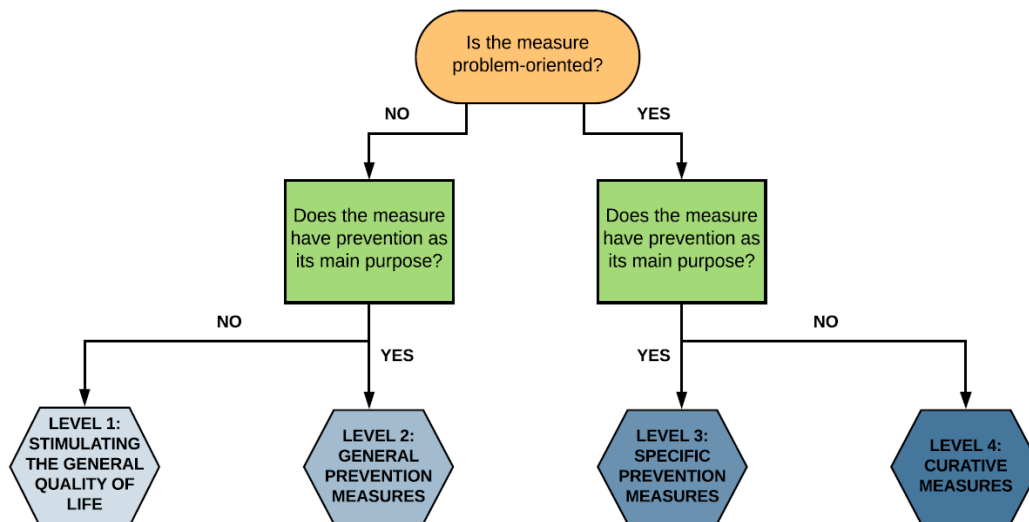 Is the measure
problem-oriented?
NO
YES
Does the measure
have prevention as
its main purpose?
Does the measure
have prevention as
its main purpose?
NO
YES
YES
NO
LEVEL 1:
STIMULATING
THE GENERAL
QUALITY OF
LIFE
LEVEL 2:
GENERAL
PREVENTION
MEASURES
LEVEL 3:
SPECIFIC
PREVENTION
MEASURES
LEVEL 4:
CURATIVE
MEASURES